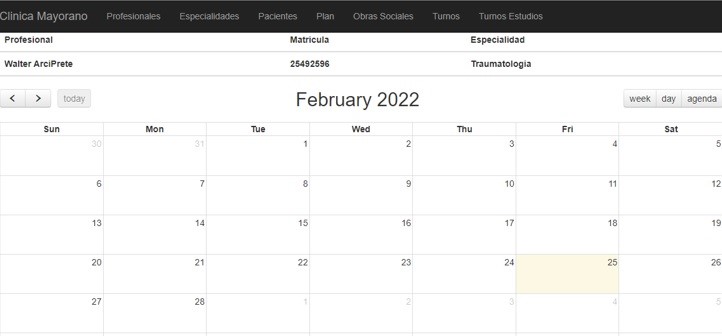 Clinica Mayorano Profesionales Especialidades Pacientes Plan Obras Sociales Turnos Turnos Estudios
Profesional Matricula Especialidad
Walter ArciPrete 25492596 Traumatologia
today February 2022 week day agenda
Sun Mon Tue Wed Thu Fri Sat
30 31 1 2 3 4 5
6 7 8 9 10 11 12
13 14 15 16 17 18 19
20 21 22 23 24 25 26
27 28 1 2 3 4 5